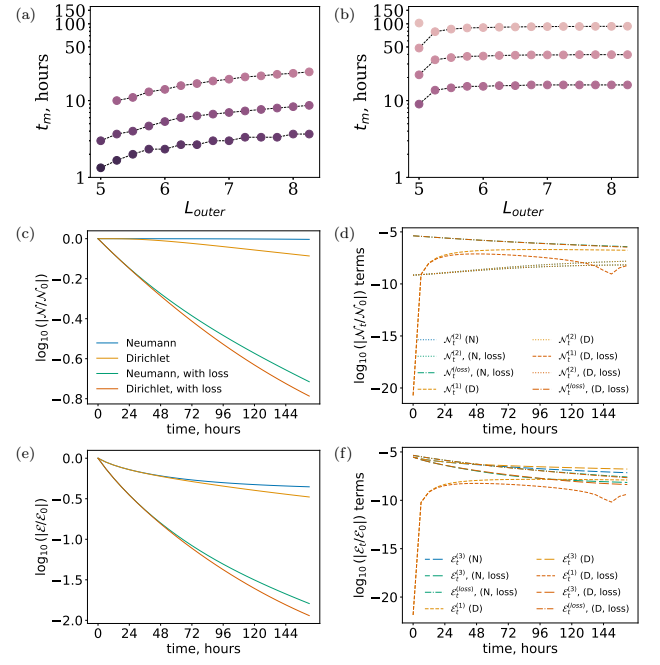 (a)
150
100
50
10
1
t_m, hours
5 6 7 8
L_outer
(b)
150
100
50
10
1
t_m, hours
5 6 7 8
L_outer
(c)
0.0
−0.2
−0.4
−0.6
−0.8
log₁₀ (|𝒩/𝒩₀|)
Neumann
Dirichlet
Neumann, with loss
Dirichlet, with loss
0 24 48 72 96 120 144
time, hours
(d)
−5
−10
−15
−20
log₁₀ (|𝒩_t/𝒩₀|) terms
𝒩_t^(2) (N)
𝒩_t^(2), (N, loss)
𝒩_t^(loss), (N, loss)
𝒩_t^(1) (D)
𝒩_t^(2) (D)
𝒩_t^(1) (D, loss)
𝒩_t^(2), (D, loss)
𝒩_t^(loss), (D, loss)
0 24 48 72 96 120 144
time, hours
(e)
0.0
−0.5
−1.0
−1.5
−2.0
log₁₀ (|ℰ/ℰ₀|)
0 24 48 72 96 120 144
time, hours
(f)
−5
−10
−15
−20
log₁₀ (|ℰ_t/ℰ₀|) terms
ℰ_t^(3) (N)
ℰ_t^(3), (N, loss)
ℰ_t^(loss), (N, loss)
ℰ_t^(1) (D)
ℰ_t^(3) (D)
ℰ_t^(1) (D, loss)
ℰ_t^(3), (D, loss)
ℰ_t^(loss), (D, loss)
0 24 48 72 96 120 144
time, hours